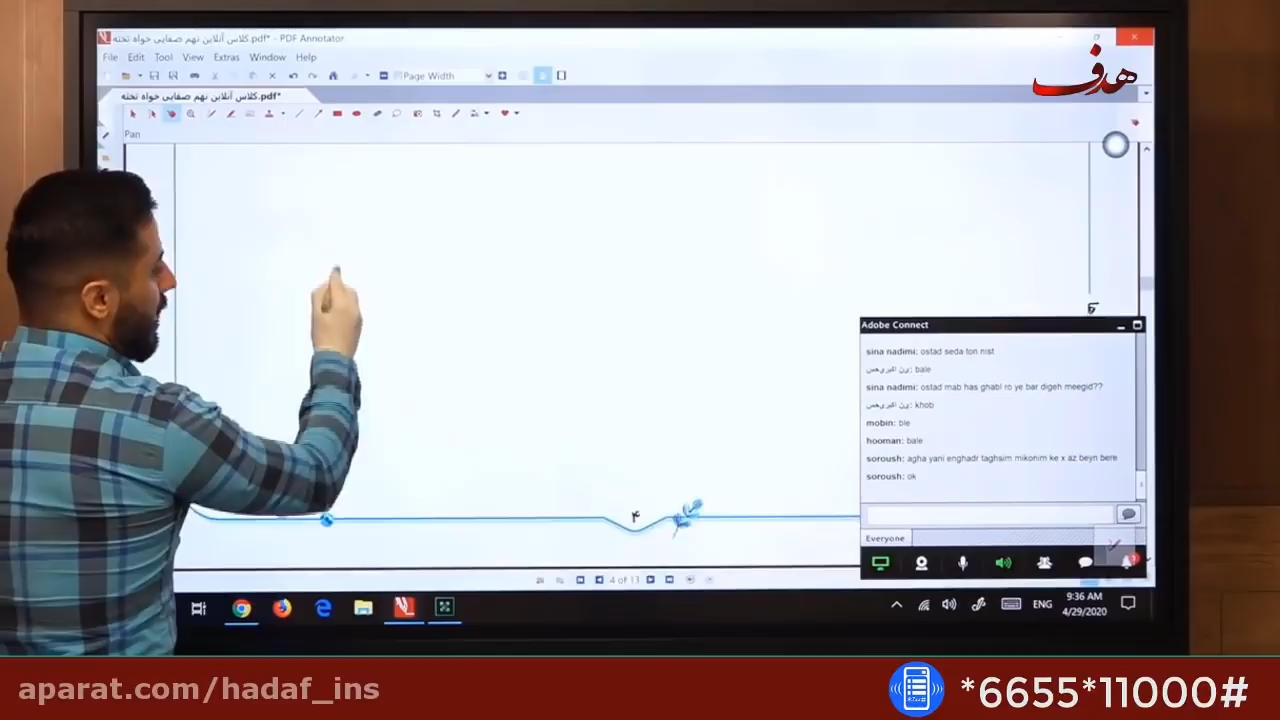 کلاس آنلاین نهم صفایی خواه تخته.pdf* - PDF Annotator
هدف
File Edit Tool View Extras Window Help
Page Width
کلاس آنلاین نهم صفایی خواه تخته.pdf*
Pan
Adobe Connect
sina nadimi: ostad seda ton nist
bale
sina nadimi: ostad mab has ghabl ro ye bar digeh meegid??
khob
mobin: ble
hooman: bale
soroush: agha yani enghadr taghsim mikonim ke x az beyn bere
soroush: ok
Everyone
۴
4 of 13
ENG
9:36 AM
4/29/2020
aparat.com/hadaf_ins
*6655*11000#